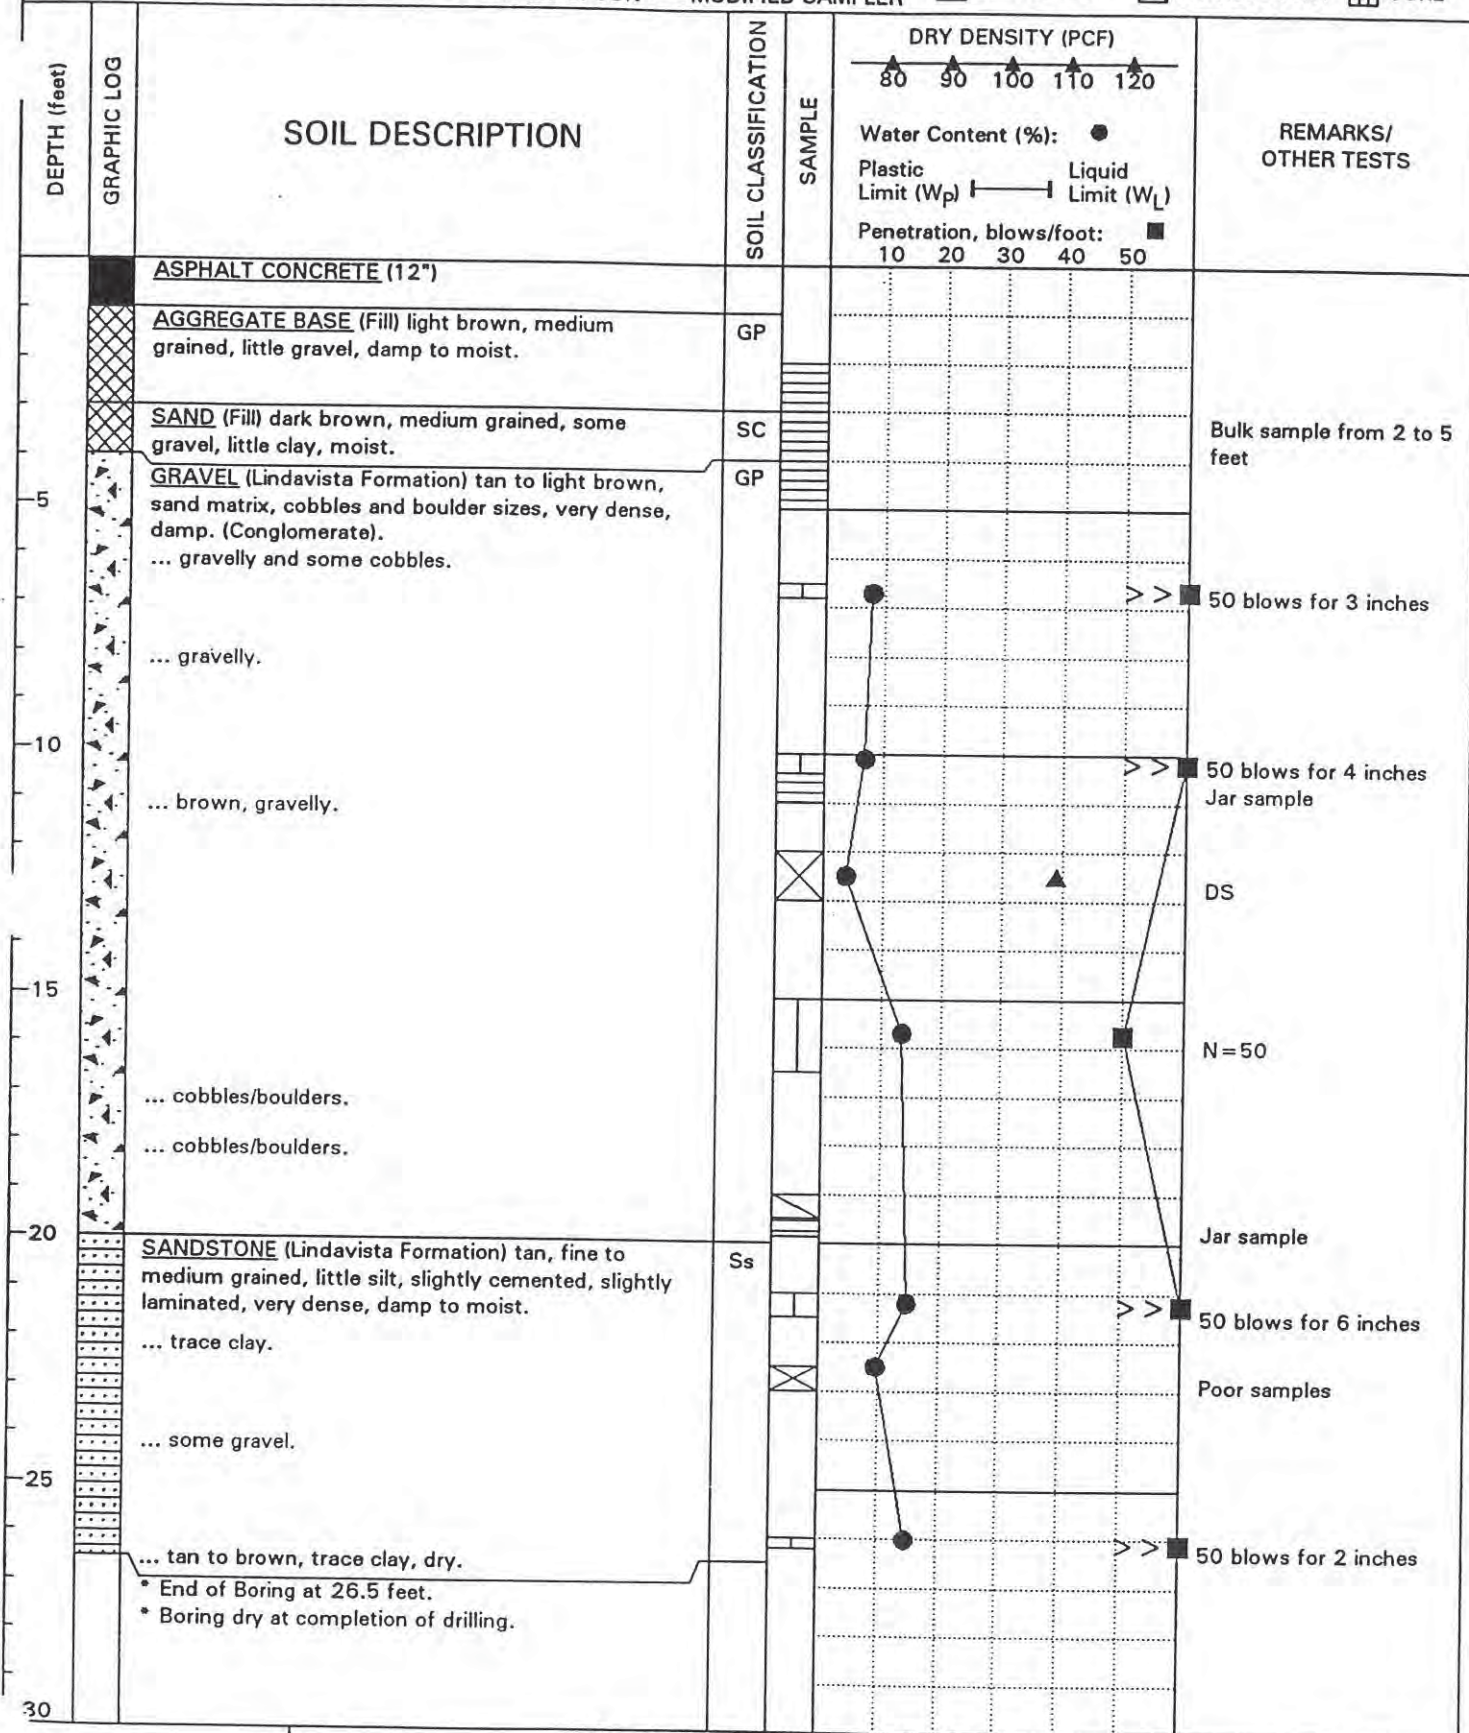 MODIFIED SAMPLER
DEPTH (feet)
GRAPHIC LOG
SOIL DESCRIPTION
SOIL CLASSIFICATION
SAMPLE
DRY DENSITY (PCF)
80 90 100 110 120
Water Content (%):
Plastic Limit (Wp)
Liquid Limit (WL)
Penetration, blows/foot:
10 20 30 40 50
REMARKS/
OTHER TESTS
ASPHALT CONCRETE (12")
AGGREGATE BASE (Fill) light brown, medium
grained, little gravel, damp to moist.
GP
SAND (Fill) dark brown, medium grained, some
gravel, little clay, moist.
SC
Bulk sample from 2 to 5
feet
GRAVEL (Lindavista Formation) tan to light brown,
sand matrix, cobbles and boulder sizes, very dense,
damp. (Conglomerate).
GP
5
... gravelly and some cobbles.
> > 50 blows for 3 inches
... gravelly.
10
> > 50 blows for 4 inches
Jar sample
... brown, gravelly.
DS
15
N=50
... cobbles/boulders.
... cobbles/boulders.
20
Jar sample
SANDSTONE (Lindavista Formation) tan, fine to
medium grained, little silt, slightly cemented, slightly
laminated, very dense, damp to moist.
Ss
> > 50 blows for 6 inches
... trace clay.
Poor samples
... some gravel.
25
... tan to brown, trace clay, dry.
> > 50 blows for 2 inches
* End of Boring at 26.5 feet.
* Boring dry at completion of drilling.
30